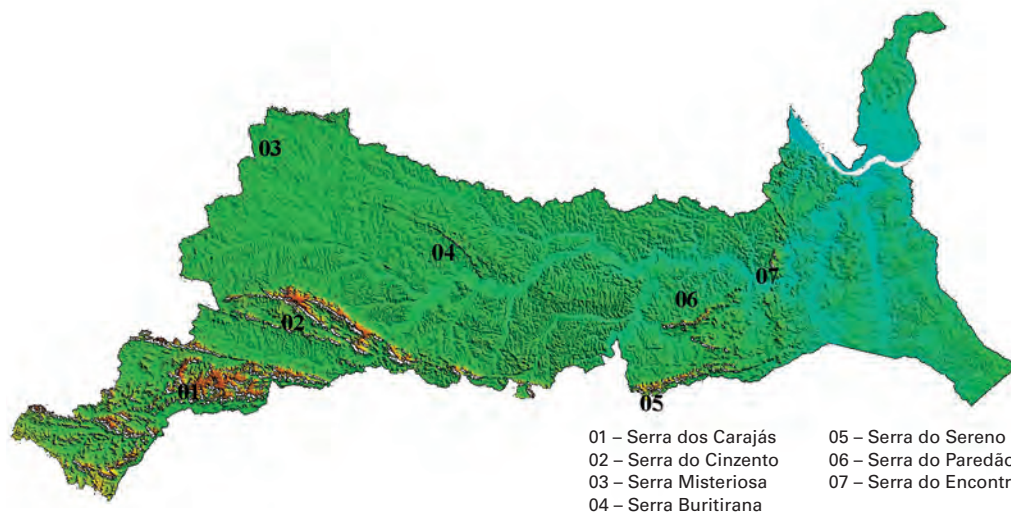 03
04
07
06
02
01
05
01 – Serra dos Carajás
02 – Serra do Cinzento
03 – Serra Misteriosa
04 – Serra Buritirana
05 – Serra do Sereno
06 – Serra do Paredão
07 – Serra do Encontr